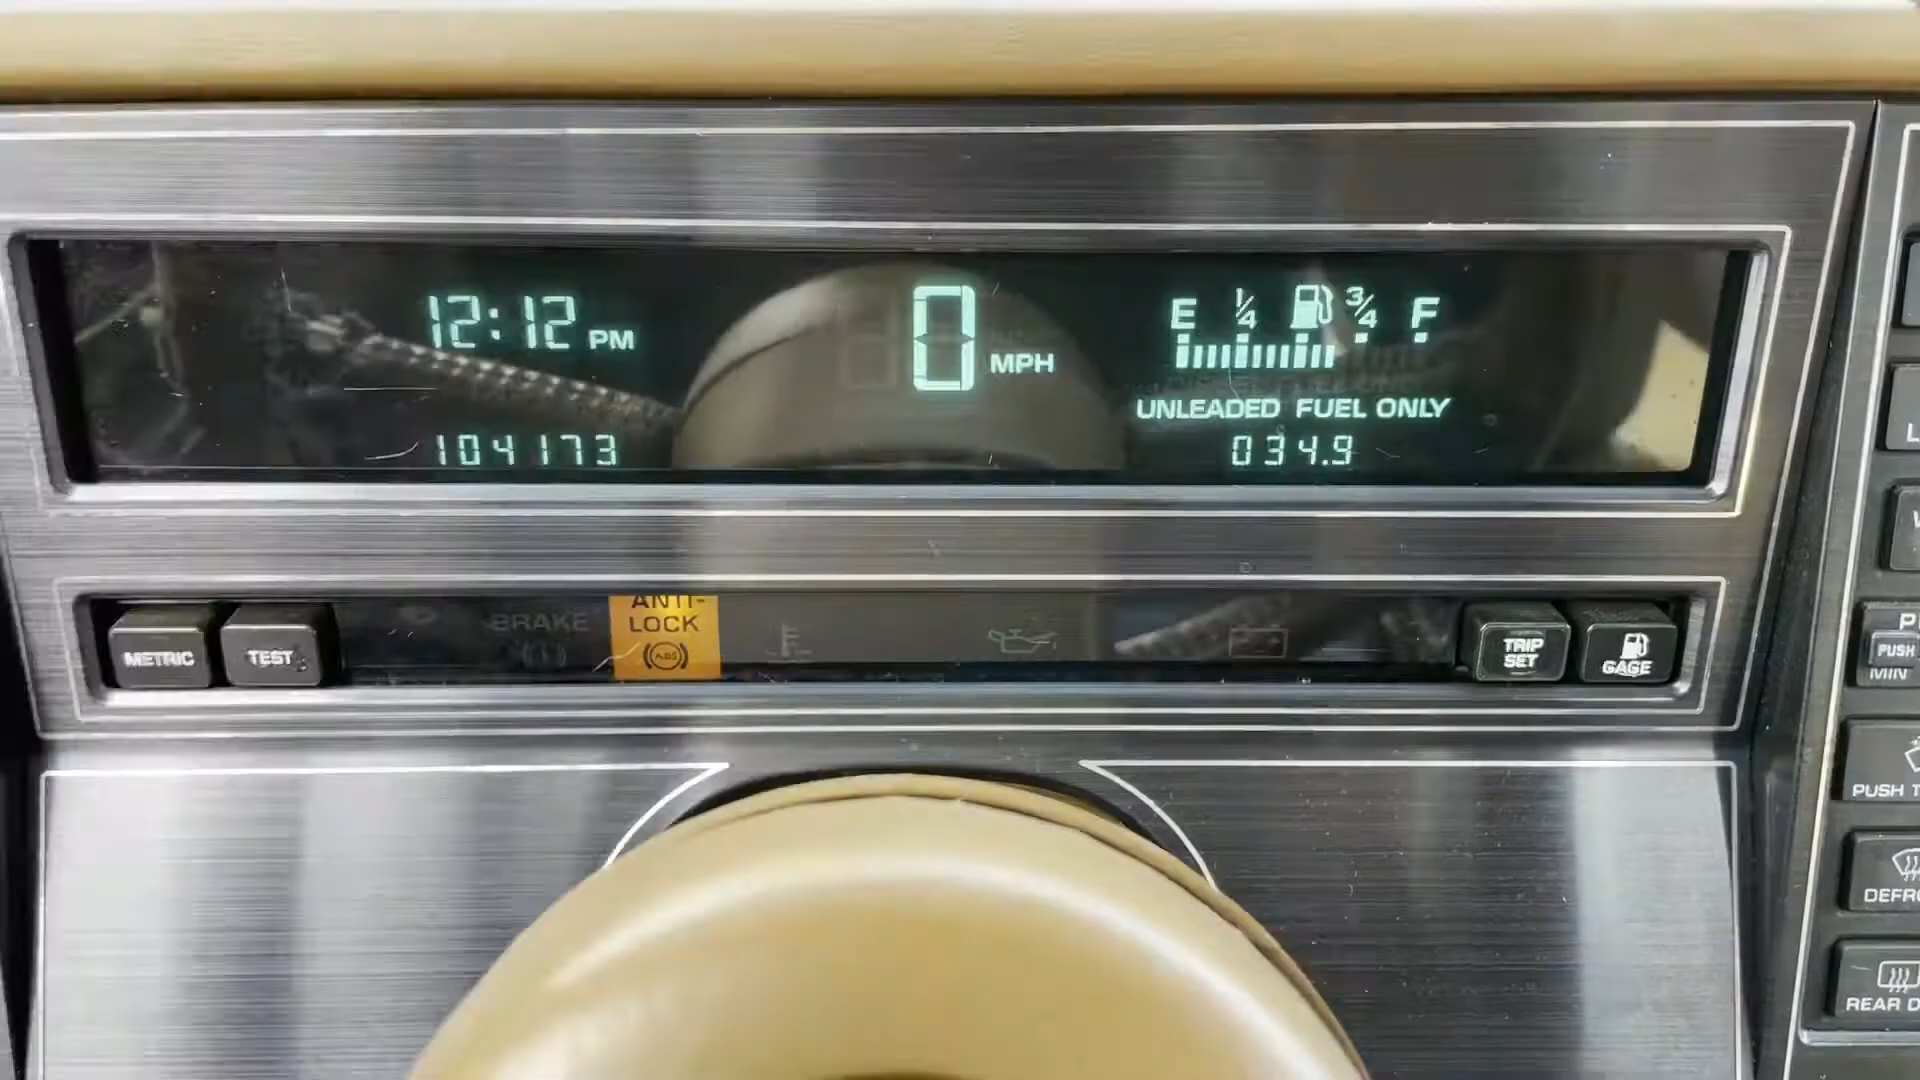 12:12 PM
0 MPH
E 1/4 3/4 F
UNLEADED FUEL ONLY
104173
034.9
METRIC
TEST
BRAKE
ANTI-
LOCK
ABS
TRIP
SET
GAGE
PUSH
MIN
PUSH T
DEFRO
REAR D